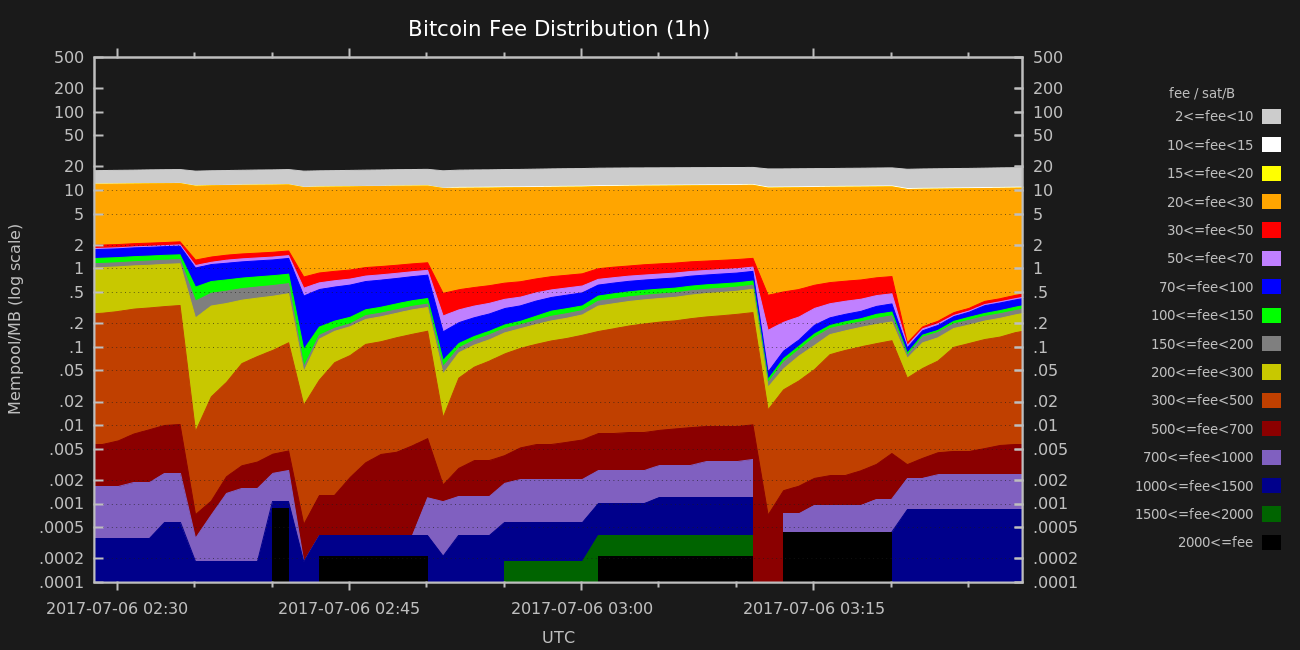 Bitcoin Fee Distribution (1h)
500
200
100
50
20
10
5
2
1
.5
.2
.1
.05
.02
.01
.005
.002
.001
.0005
.0002
.0001
Mempool/MB (log scale)
500
200
100
50
20
10
5
2
1
.5
.2
.1
.05
.02
.01
.005
.002
.001
.0005
.0002
.0001
2017-07-06 02:30
2017-07-06 02:45
2017-07-06 03:00
2017-07-06 03:15
UTC
fee / sat/B
2<=fee<10
10<=fee<15
15<=fee<20
20<=fee<30
30<=fee<50
50<=fee<70
70<=fee<100
100<=fee<150
150<=fee<200
200<=fee<300
300<=fee<500
500<=fee<700
700<=fee<1000
1000<=fee<1500
1500<=fee<2000
2000<=fee